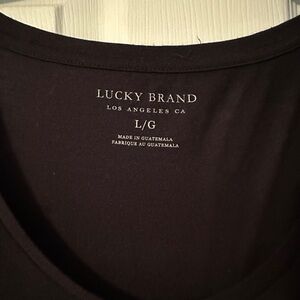 LUCKY BRAND
LOS ANGELES CA
L/G
MADE IN GUATEMALA
FABRIQUE AU GUATEMALA